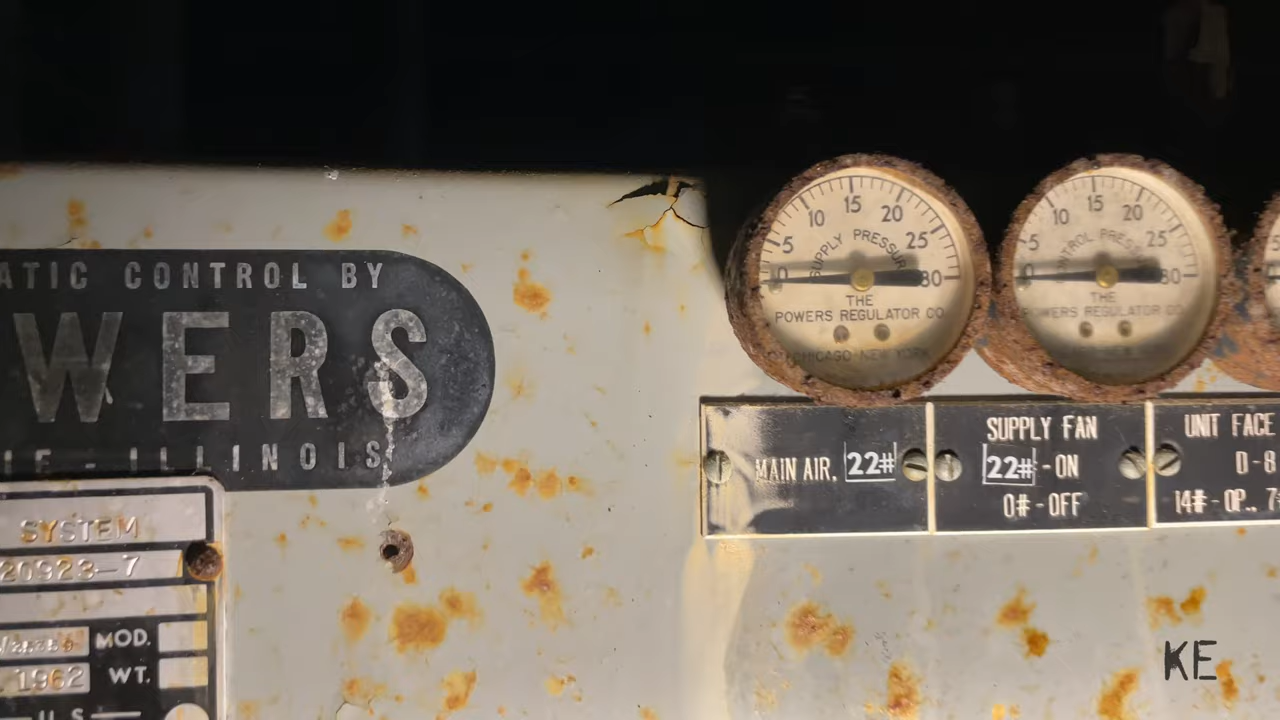 ATIC CONTROL BY
WERS
ILLINOIS
SYSTEM
20923-7
MOD.
1962 WT.
U S
10 15 20
5 25
0 30
SUPPLY PRESSURE
THE
POWERS REGULATOR CO
CHICAGO NEW YORK
10 15 20
5 25
0 30
CONTROL PRESSURE
THE
POWERS REGULATOR CO
MAIN AIR, 22#
SUPPLY FAN
22# - ON
0# - OFF
UNIT FACE
0-8
14# - OP., 7
KE